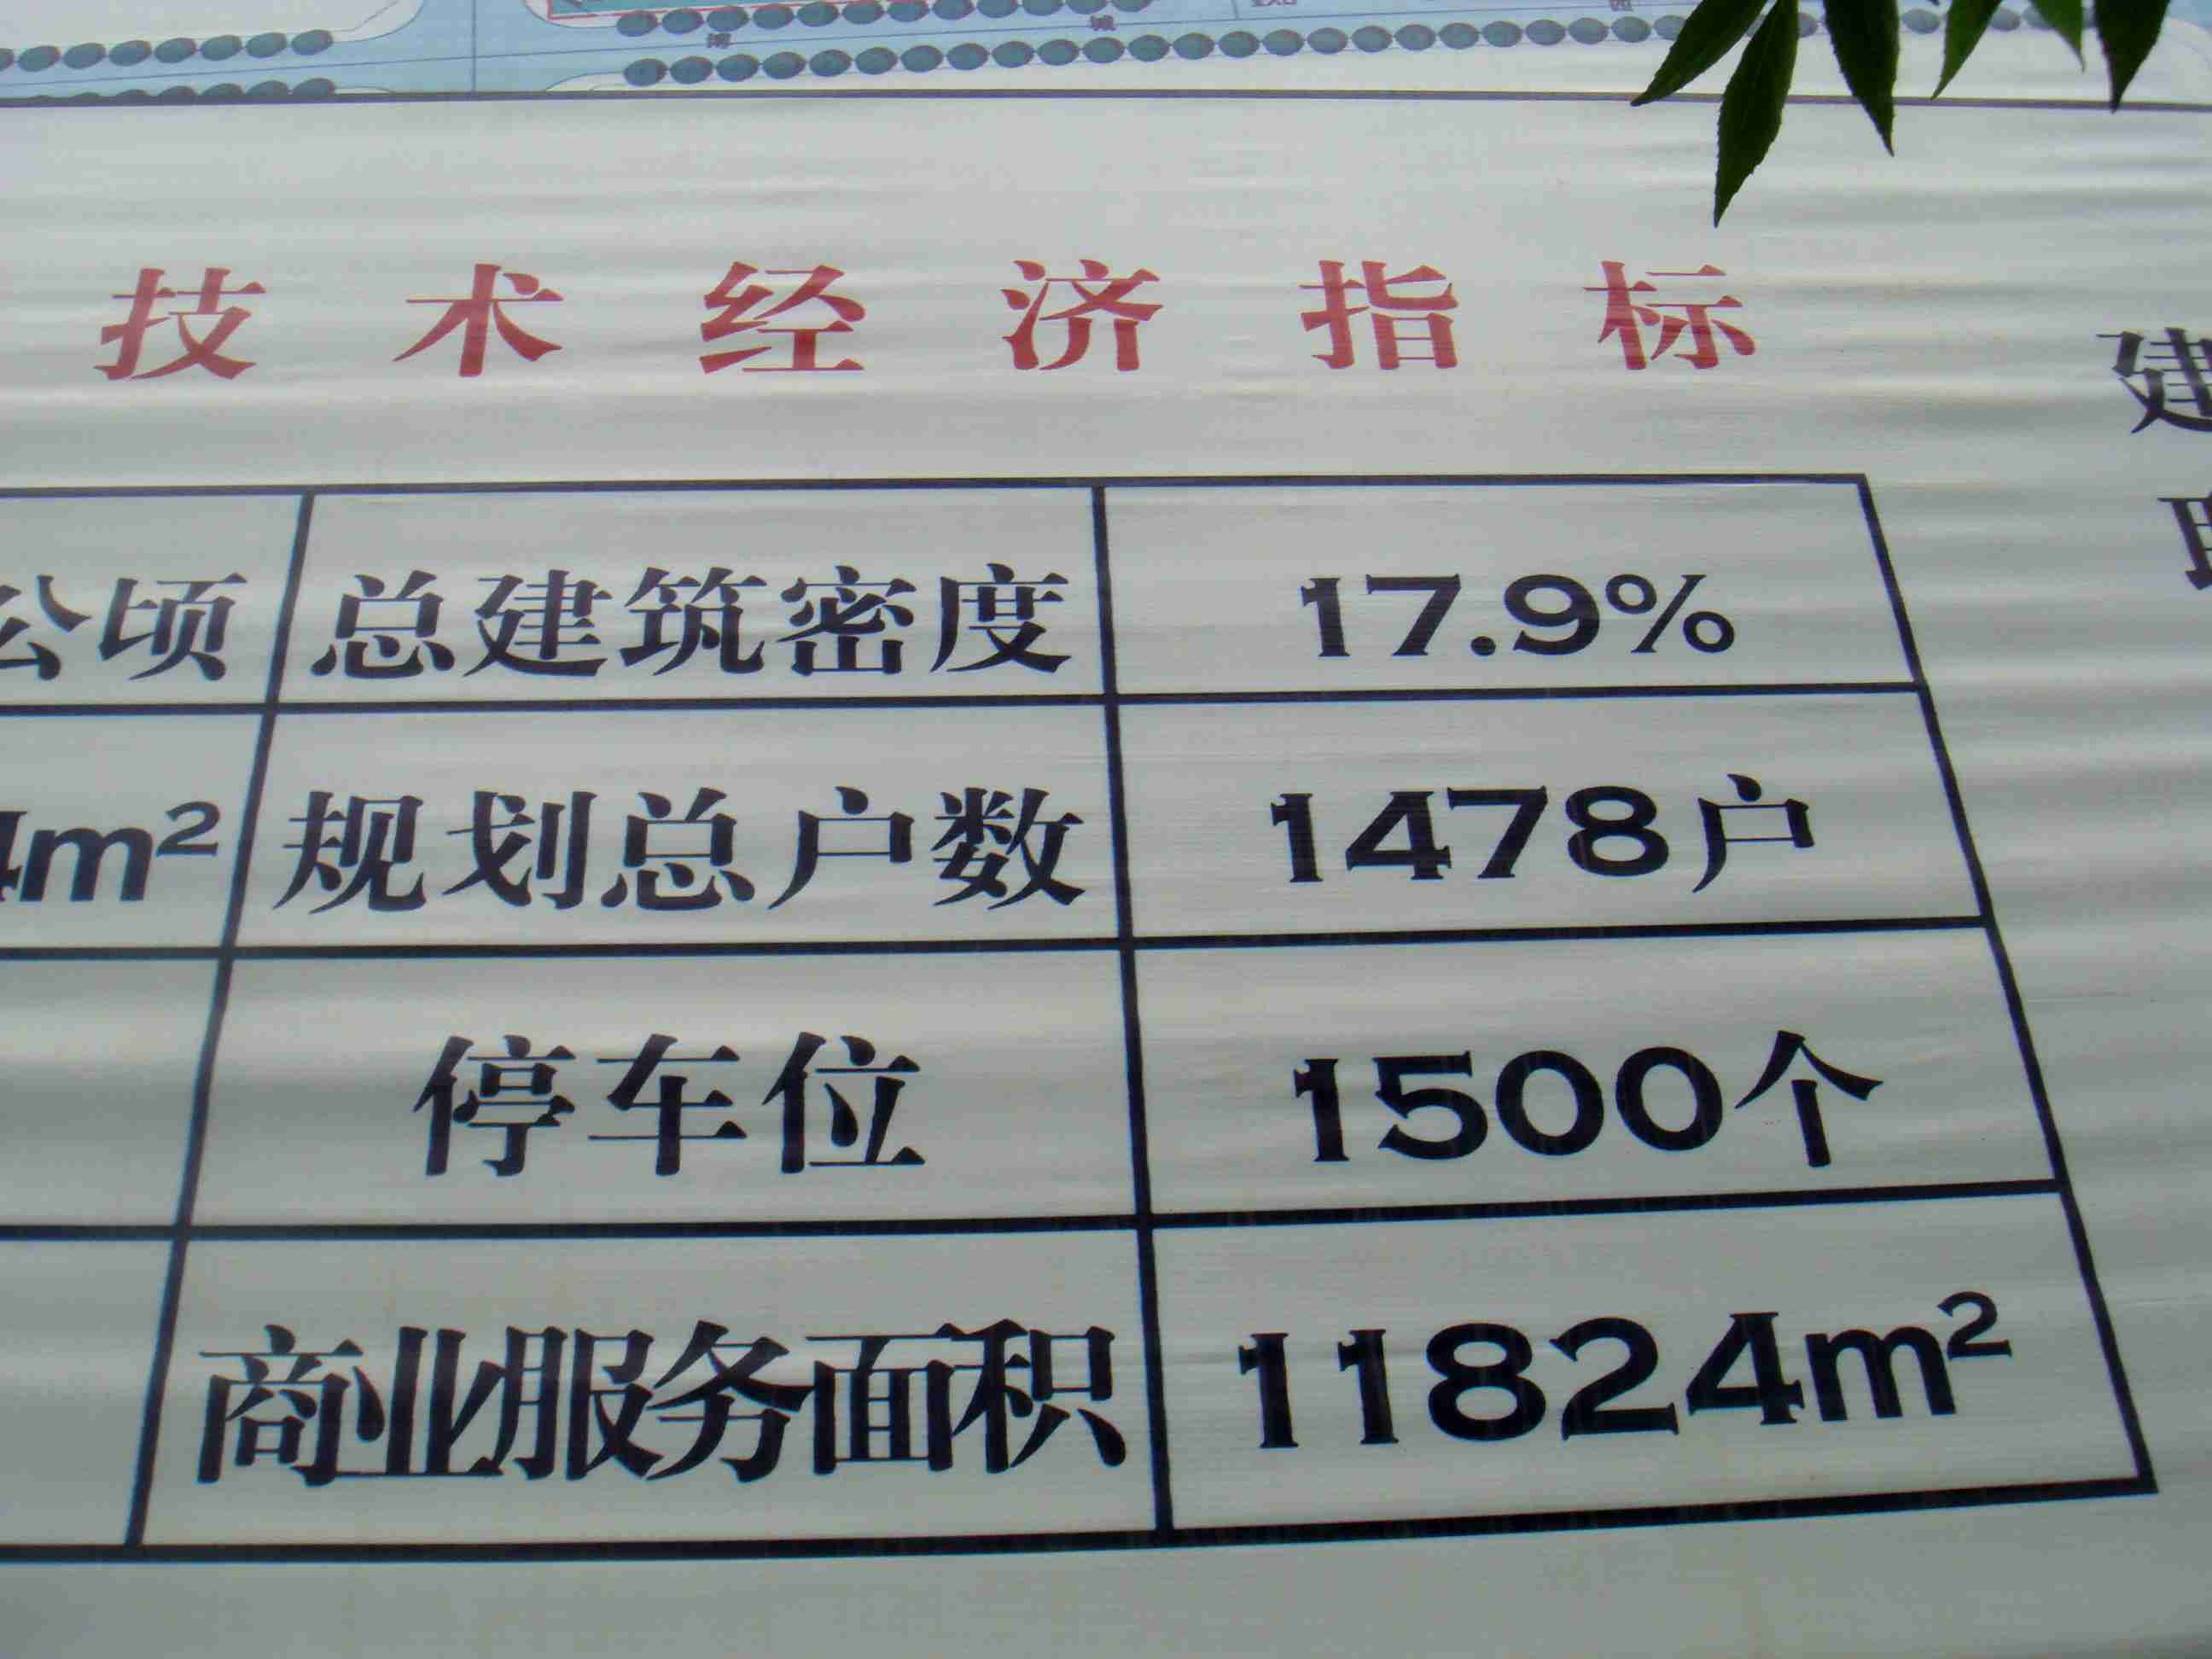 技术经济指标
公顷 总建筑密度 17.9%
4m² 规划总户数 1478户
停车位 1500个
商业服务面积 11824m²
建